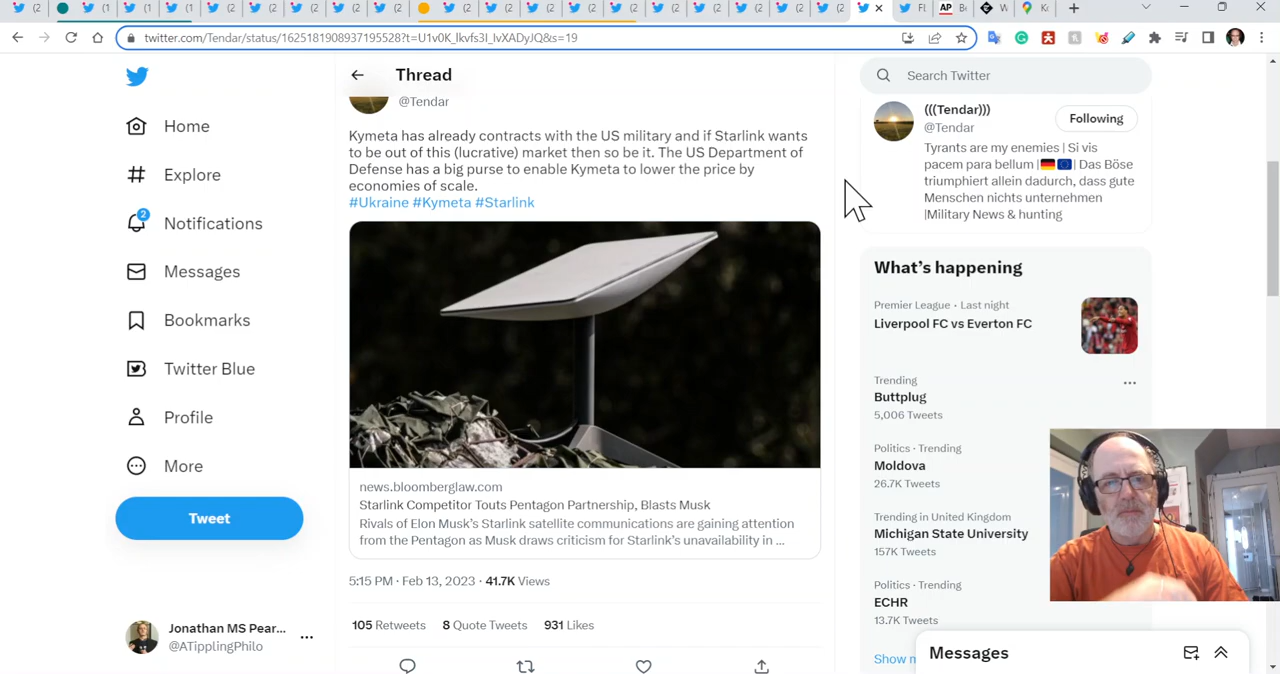 twitter.com/Tendar/status/1625181908937195528?t=U1v0K_lkvfs3I_IvXADyJQ&s=19
Home
Explore
2
Notifications
Messages
Bookmarks
Twitter Blue
Profile
More
Tweet
Jonathan MS Pear...
@ATipplingPhilo
Thread
@Tendar
Kymeta has already contracts with the US military and if Starlink wants
to be out of this (lucrative) market then so be it. The US Department of
Defense has a big purse to enable Kymeta to lower the price by
economies of scale.
#Ukraine #Kymeta #Starlink
news.bloomberglaw.com
Starlink Competitor Touts Pentagon Partnership, Blasts Musk
Rivals of Elon Musk's Starlink satellite communications are gaining attention
from the Pentagon as Musk draws criticism for Starlink's unavailability in ...
5:15 PM · Feb 13, 2023 · 41.7K Views
105 Retweets 8 Quote Tweets 931 Likes
Search Twitter
(((Tendar)))
@Tendar
Following
Tyrants are my enemies | Si vis
pacem para bellum | | Das Böse
triumphiert allein dadurch, dass gute
Menschen nichts unternehmen
|Military News & hunting
What's happening
Premier League · Last night
Liverpool FC vs Everton FC
Trending
Buttplug
5,006 Tweets
Politics · Trending
Moldova
26.7K Tweets
Trending in United Kingdom
Michigan State University
157K Tweets
Politics · Trending
ECHR
13.7K Tweets
Messages